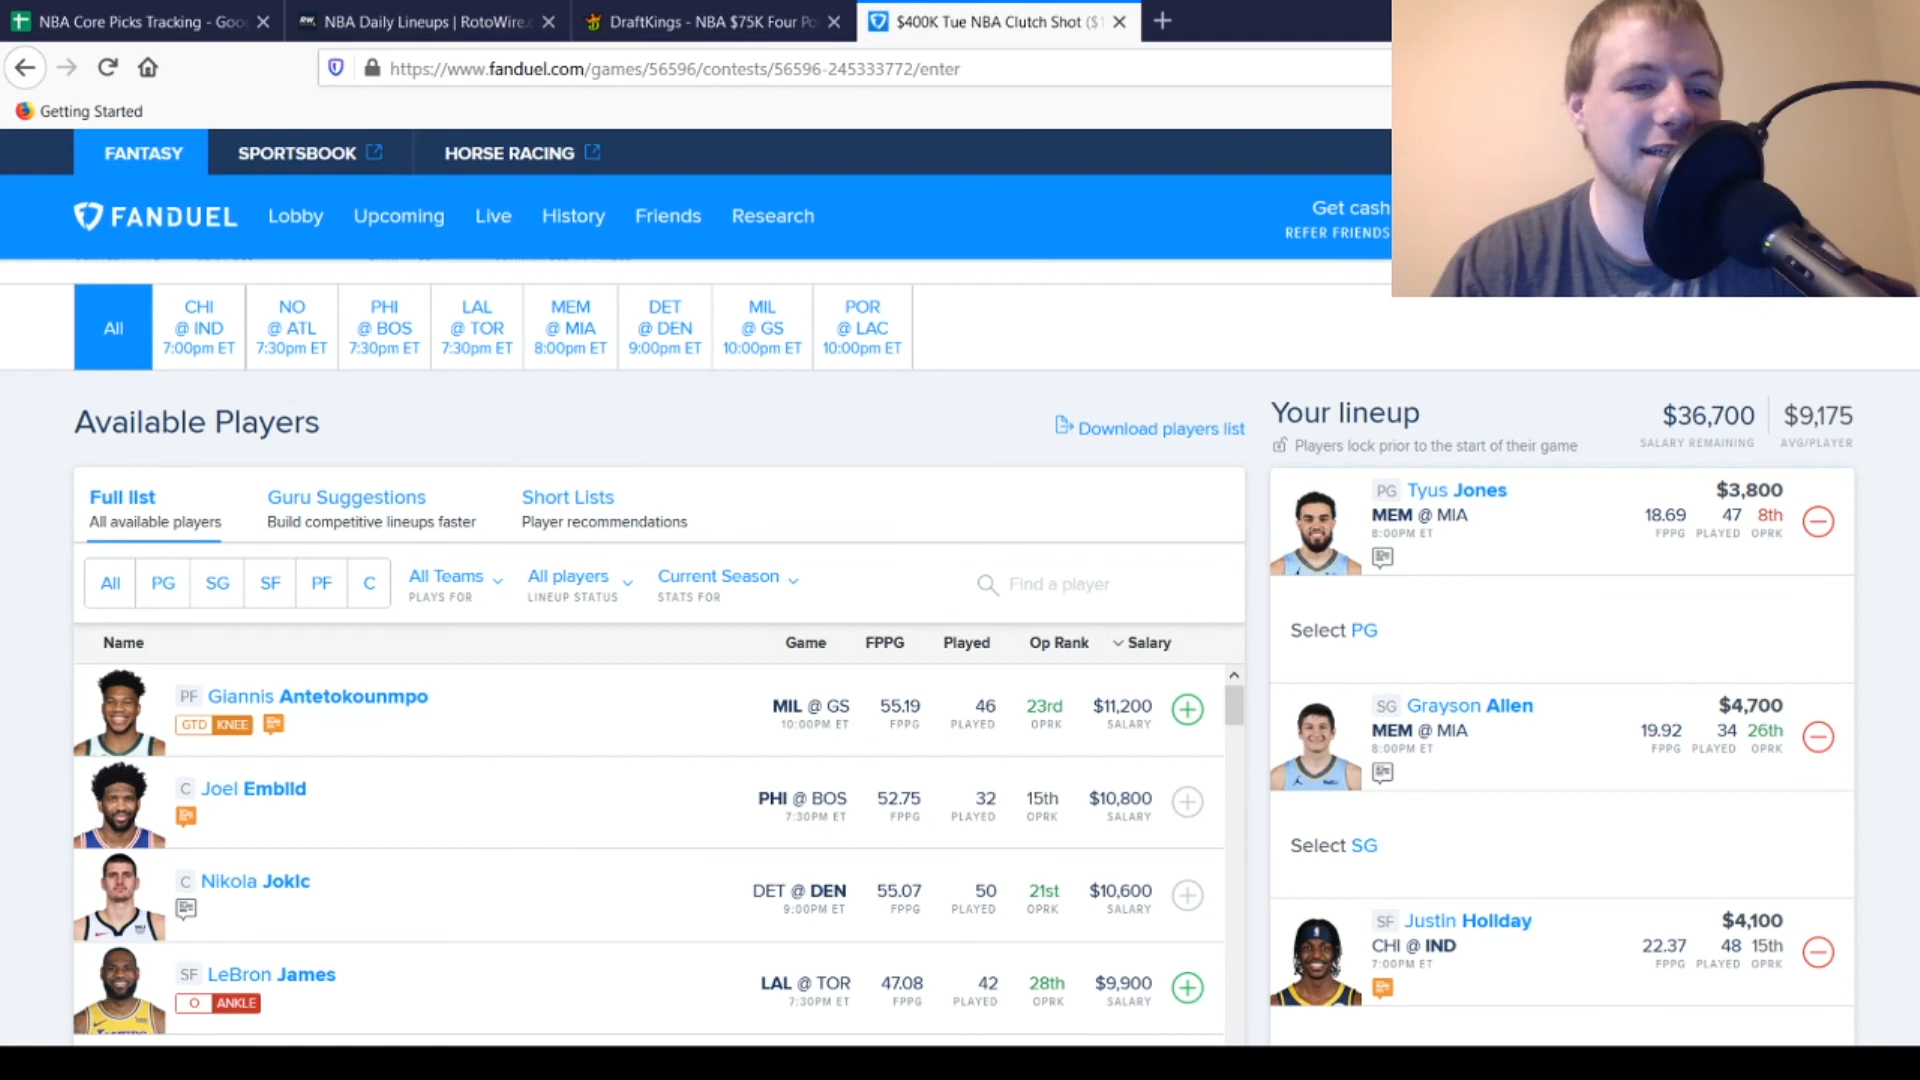 NBA Core Picks Tracking - Goo
NBA Daily Lineups | RotoWire.c
DraftKings - NBA $75K Four Po
$400K Tue NBA Clutch Shot ($1
https://www.fanduel.com/games/56596/contests/56596-245333772/enter
Getting Started
FANTASY SPORTSBOOK HORSE RACING
FANDUEL Lobby Upcoming Live History Friends Research
Get cash
REFER FRIENDS
All
CHI @ IND 7:00pm ET
NO @ ATL 7:30pm ET
PHI @ BOS 7:30pm ET
LAL @ TOR 7:30pm ET
MEM @ MIA 8:00pm ET
DET @ DEN 9:00pm ET
MIL @ GS 10:00pm ET
POR @ LAC 10:00pm ET
Available Players
Download players list
Full list Guru Suggestions Short Lists
All available players Build competitive lineups faster Player recommendations
All PG SG SF PF C All Teams All players Current Season Find a player
PLAYS FOR LINEUP STATUS STATS FOR
Name Game FPPG Played Op Rank Salary
PF Giannis Antetokounmpo MIL @ GS 55.19 46 23rd $11,200
GTD KNEE 10:00PM ET FPPG PLAYED OPRK SALARY
C Joel Embiid PHI @ BOS 52.75 32 15th $10,800
7:30PM ET FPPG PLAYED OPRK SALARY
C Nikola Jokic DET @ DEN 55.07 50 21st $10,600
9:00PM ET FPPG PLAYED OPRK SALARY
SF LeBron James LAL @ TOR 47.08 42 28th $9,900
O ANKLE 7:30PM ET FPPG PLAYED OPRK SALARY
Your lineup $36,700 $9,175
Players lock prior to the start of their game SALARY REMAINING AVG/PLAYER
PG Tyus Jones $3,800
MEM @ MIA 18.69 47 8th
8:00PM ET FPPG PLAYED OPRK
Select PG
SG Grayson Allen $4,700
MEM @ MIA 19.92 34 26th
8:00PM ET FPPG PLAYED OPRK
Select SG
SF Justin Holiday $4,100
CHI @ IND 22.37 48 15th
7:00PM ET FPPG PLAYED OPRK